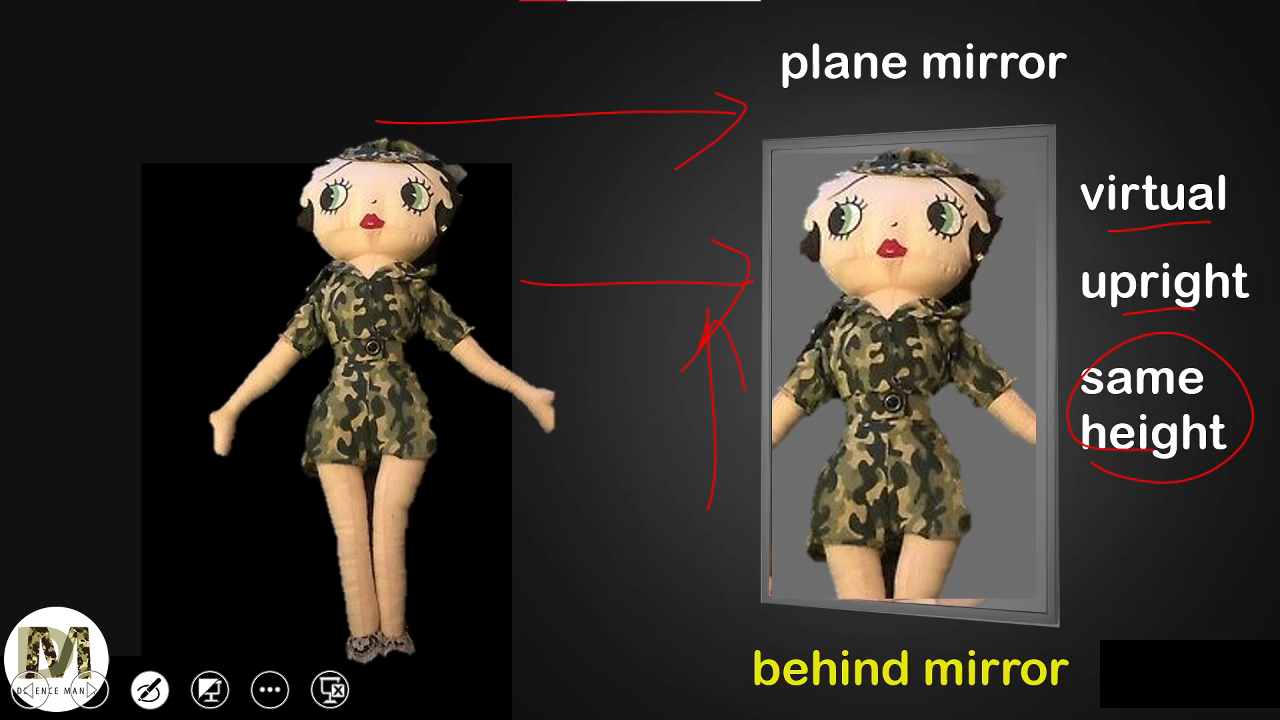 plane mirror
virtual
upright
same
height
behind mirror